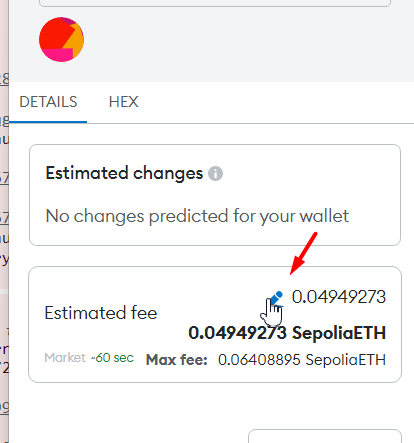 DETAILS HEX
Estimated changes
No changes predicted for your wallet
0.04949273
Estimated fee
0.04949273 SepoliaETH
Market ~60 sec Max fee: 0.06408895 SepoliaETH